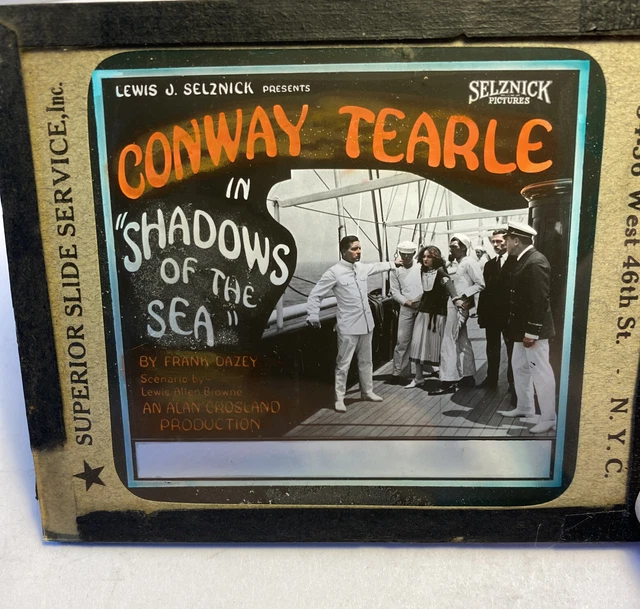 LEWIS J. SELZNICK PRESENTS
SELZNICK
PICTURES
CONWAY TEARLE
IN
"SHADOWS
OF THE
SEA"
BY FRANK DAZEY
Scenario by-
Lewis Allen Browne
AN ALAN CROSLAND
PRODUCTION
SUPERIOR SLIDE SERVICE, Inc.
West 46th St. - N.Y.C.